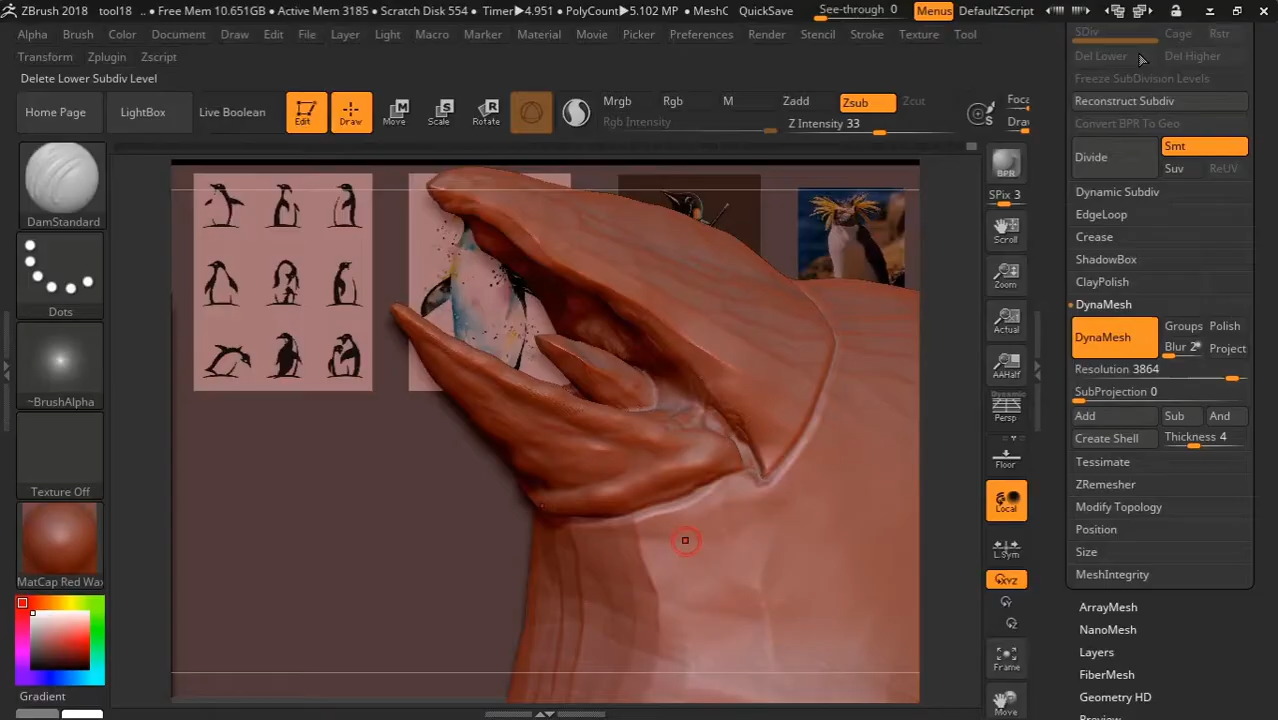 ZBrush 2018 tool18 .. • Free Mem 10.651GB • Active Mem 3185 • Scratch Disk 554 • Timer▶4.951 • PolyCount▶5.102 MP • MeshC QuickSave See-through 0 Menus DefaultZScript
Alpha Brush Color Document Draw Edit File Layer Light Macro Marker Material Movie Picker Preferences Render Stencil Stroke Texture Tool
Transform Zplugin Zscript
Delete Lower Subdiv Level
Home Page LightBox Live Boolean Edit Draw Move Scale Rotate
Mrgb Rgb M Zadd Zsub Zcut Foca
Rgb Intensity Z Intensity 33 S Draw
DamStandard
Dots
~BrushAlpha
Texture Off
MatCap Red Wax
Gradient
BPR
SPix 3
Scroll
Zoom
Actual
AAHalf
Dynamic
Persp
Floor
Local
L.Sym
XYZ
Y
Z
Frame
Move
SDiv Cage Rstr
Del Lower Del Higher
Freeze SubDivision Levels
Reconstruct Subdiv
Convert BPR To Geo
Divide Smt
Suv ReUV
Dynamic Subdiv
EdgeLoop
Crease
ShadowBox
ClayPolish
DynaMesh
DynaMesh Groups Polish
Blur 2 Project
Resolution 3864
SubProjection 0
Add Sub And
Create Shell Thickness 4
Tessimate
ZRemesher
Modify Topology
Position
Size
MeshIntegrity
ArrayMesh
NanoMesh
Layers
FiberMesh
Geometry HD
Preview